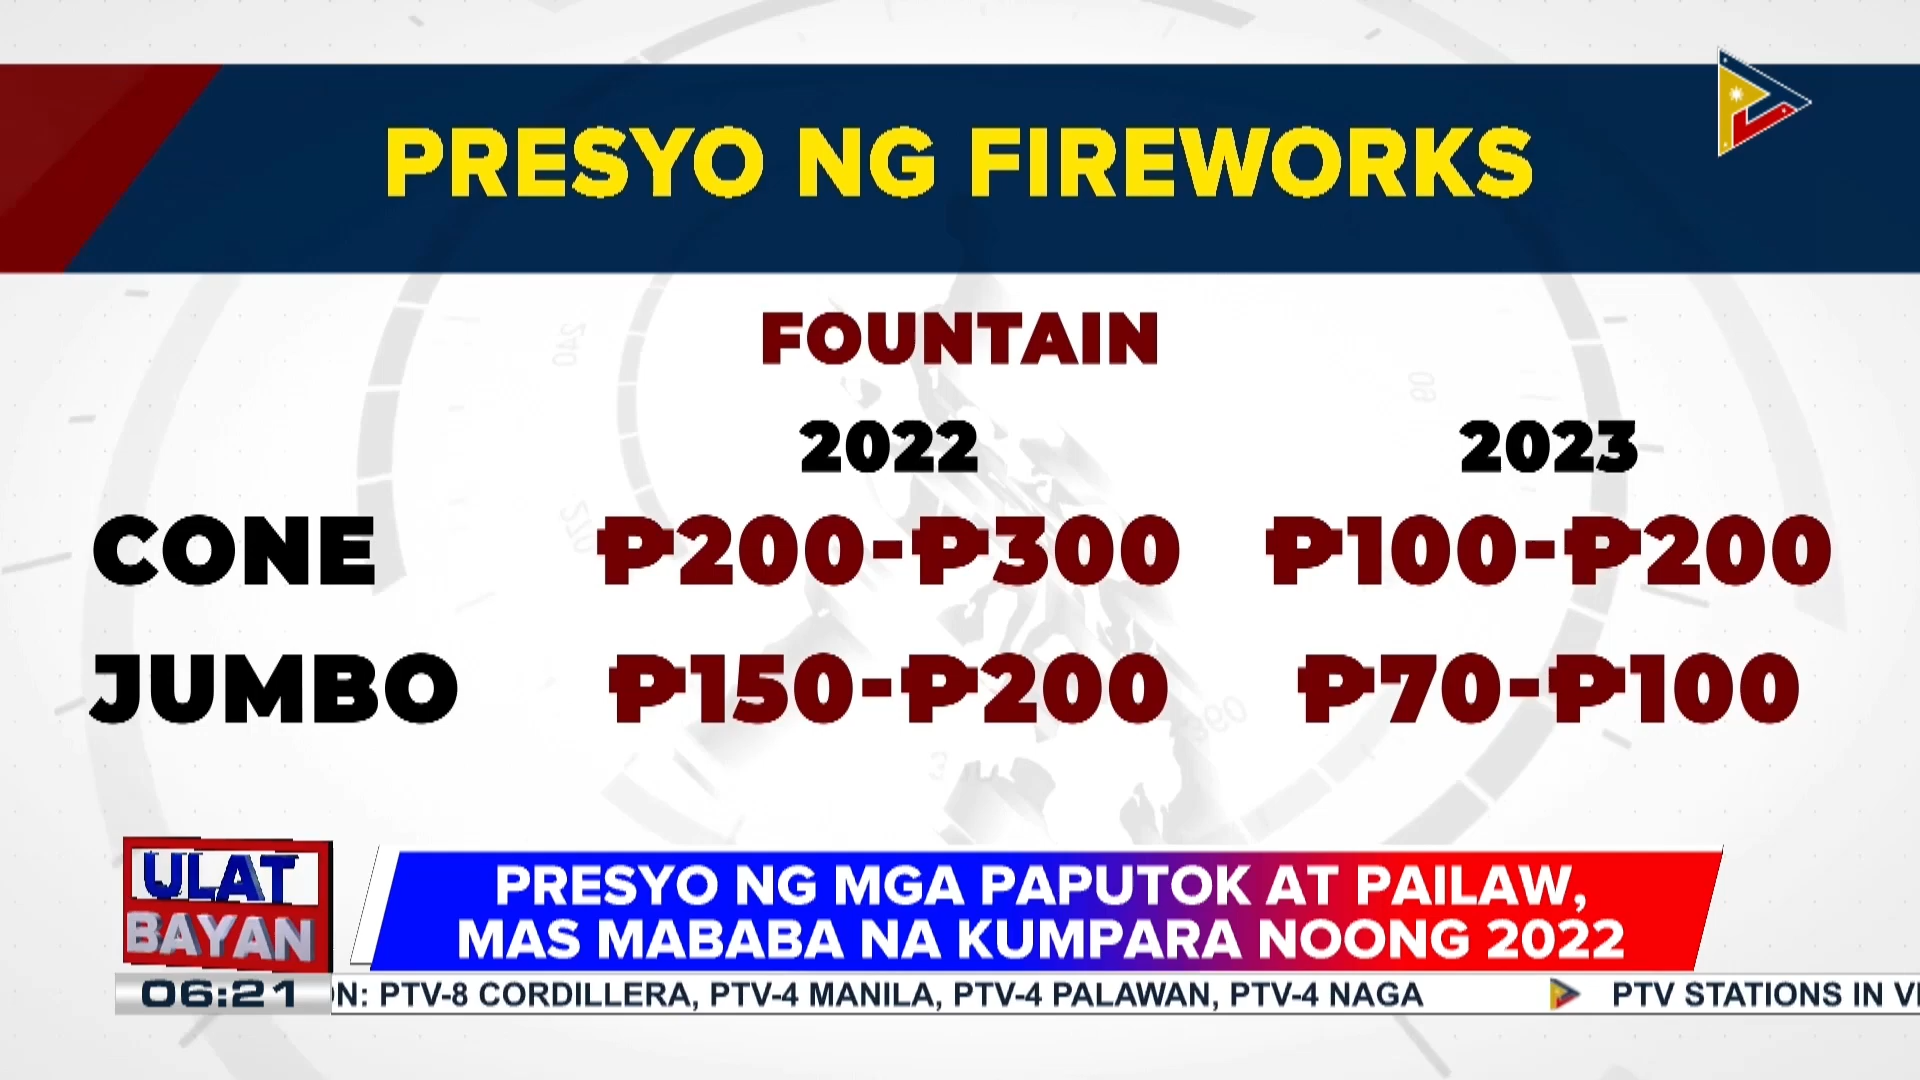 PRESYO NG FIREWORKS
FOUNTAIN
2022 2023
CONE ₱200-₱300 ₱100-₱200
JUMBO ₱150-₱200 ₱70-₱100
ULAT
BAYAN
PRESYO NG MGA PAPUTOK AT PAILAW,
MAS MABABA NA KUMPARA NOONG 2022
06:21 N: PTV-8 CORDILLERA, PTV-4 MANILA, PTV-4 PALAWAN, PTV-4 NAGA PTV STATIONS IN